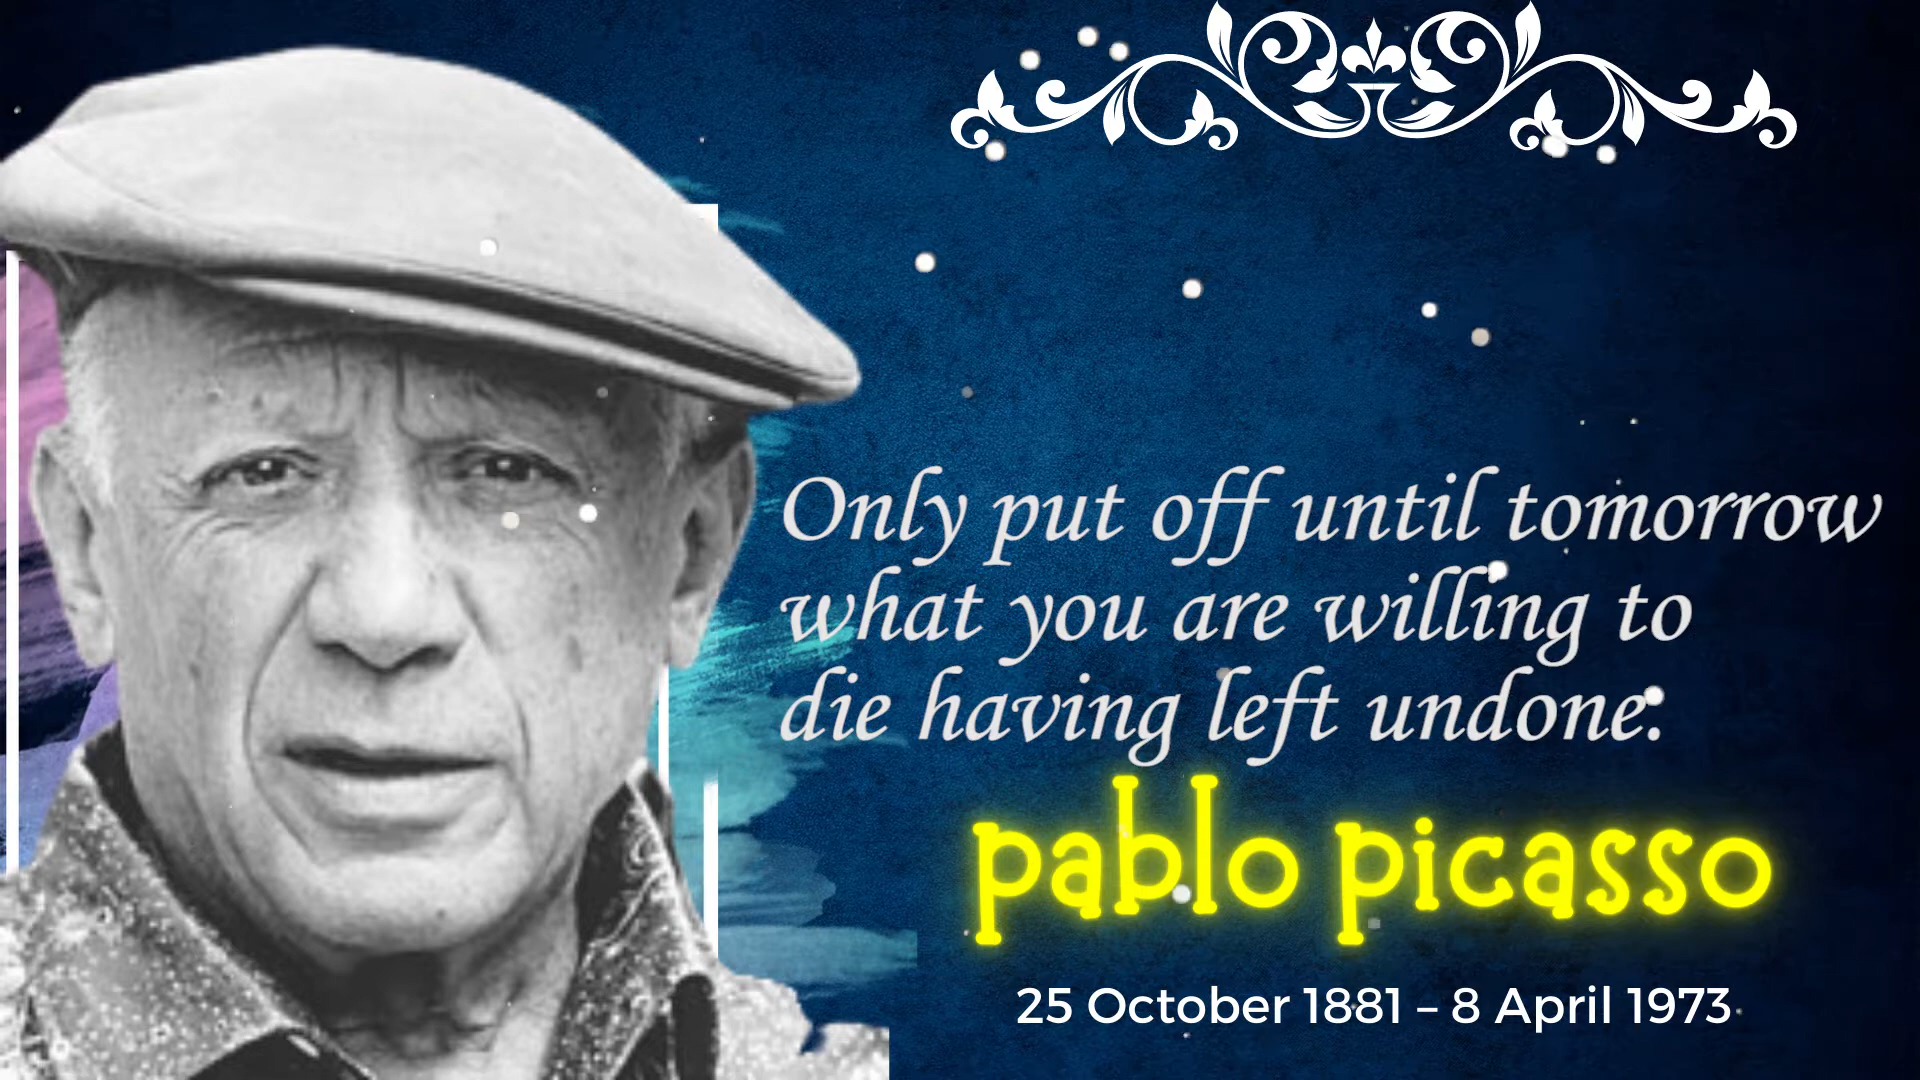 Only put off until tomorrow
what you are willing to
die having left undone.
pablo picasso
25 October 1881 – 8 April 1973